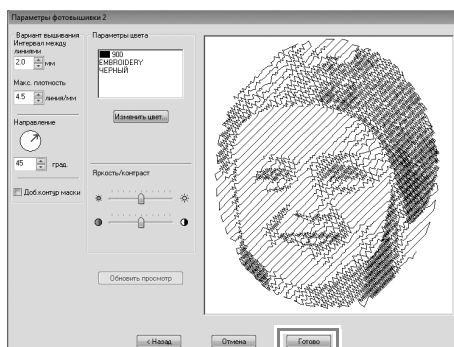 Параметры фотовышивки 2
Вариант вышивания
Интервал между
линиями
2.0 мм
Макс. плотность
4.5 линия/мм
Направление
45 град.
Доб.контур маски
Параметры цвета
900
EMBROIDERY
ЧЕРНЫЙ
Изменить цвет...
Яркость/контраст
Обновить просмотр
< Назад
Отмена
Готово